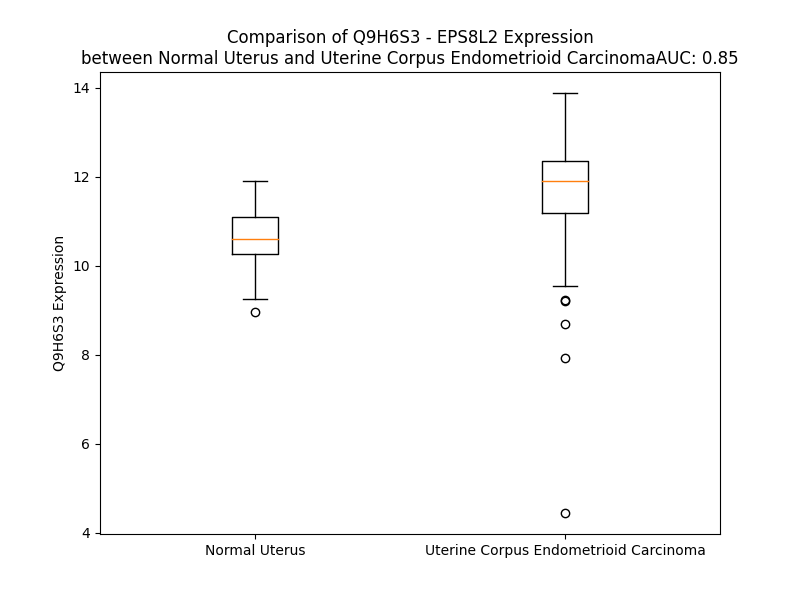 Comparison of Q9H6S3 - EPS8L2 Expression
between Normal Uterus and Uterine Corpus Endometrioid CarcinomaAUC: 0.85
14
12
10
8
6
4
Q9H6S3 Expression
Normal Uterus
Uterine Corpus Endometrioid Carcinoma